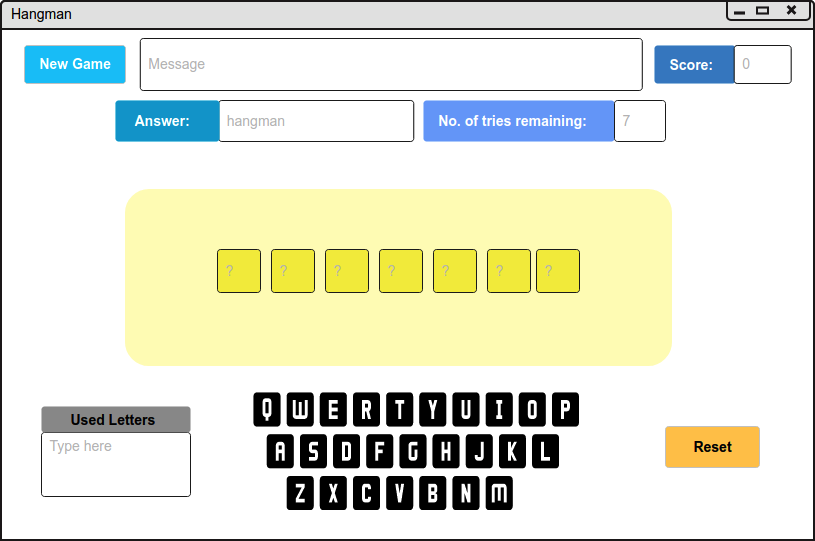 Hangman
New Game Message Score: 0
Answer: hangman No. of tries remaining: 7
? ? ? ? ? ? ?
Q W E R T Y U I O P
Used Letters
Type here
A S D F G H J K L
Reset
Z X C V B N M